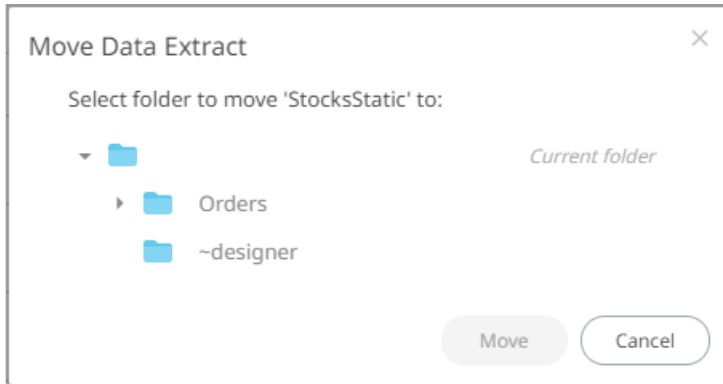 Move Data Extract
Select folder to move 'StocksStatic' to:
Current folder
Orders
~designer
Move
Cancel